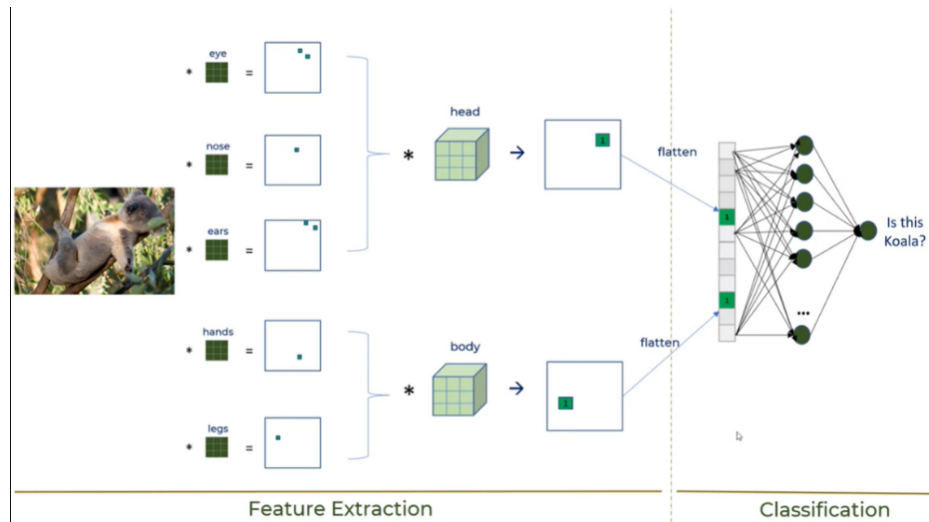 eye
* =
nose
* =
ears
* =
head
* →
1
flatten
hands
* =
legs
* =
body
* →
1
flatten
1
1
...
Is this
Koala?
Feature Extraction
Classification